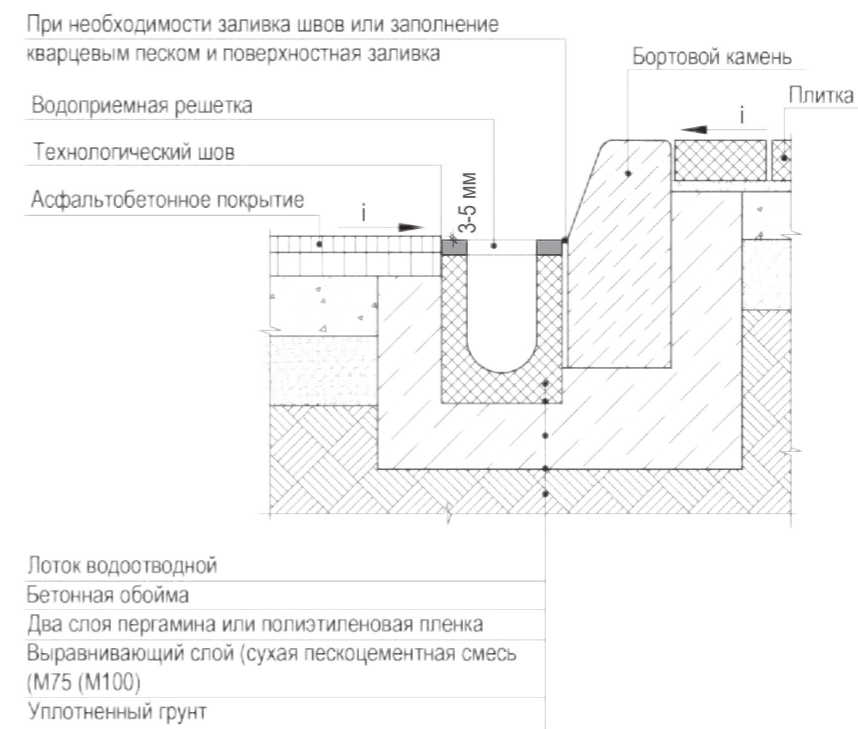 При необходимости заливка швов или заполнение
кварцевым песком и поверхностная заливка
Бортовой камень
Плитка
Водоприемная решетка
i
Технологический шов
Асфальтобетонное покрытие
i
3-5 мм
Лоток водоотводной
Бетонная обойма
Два слоя пергамина или полиэтиленовая пленка
Выравнивающий слой (сухая пескоцементная смесь
(М75 (М100)
Уплотненный грунт